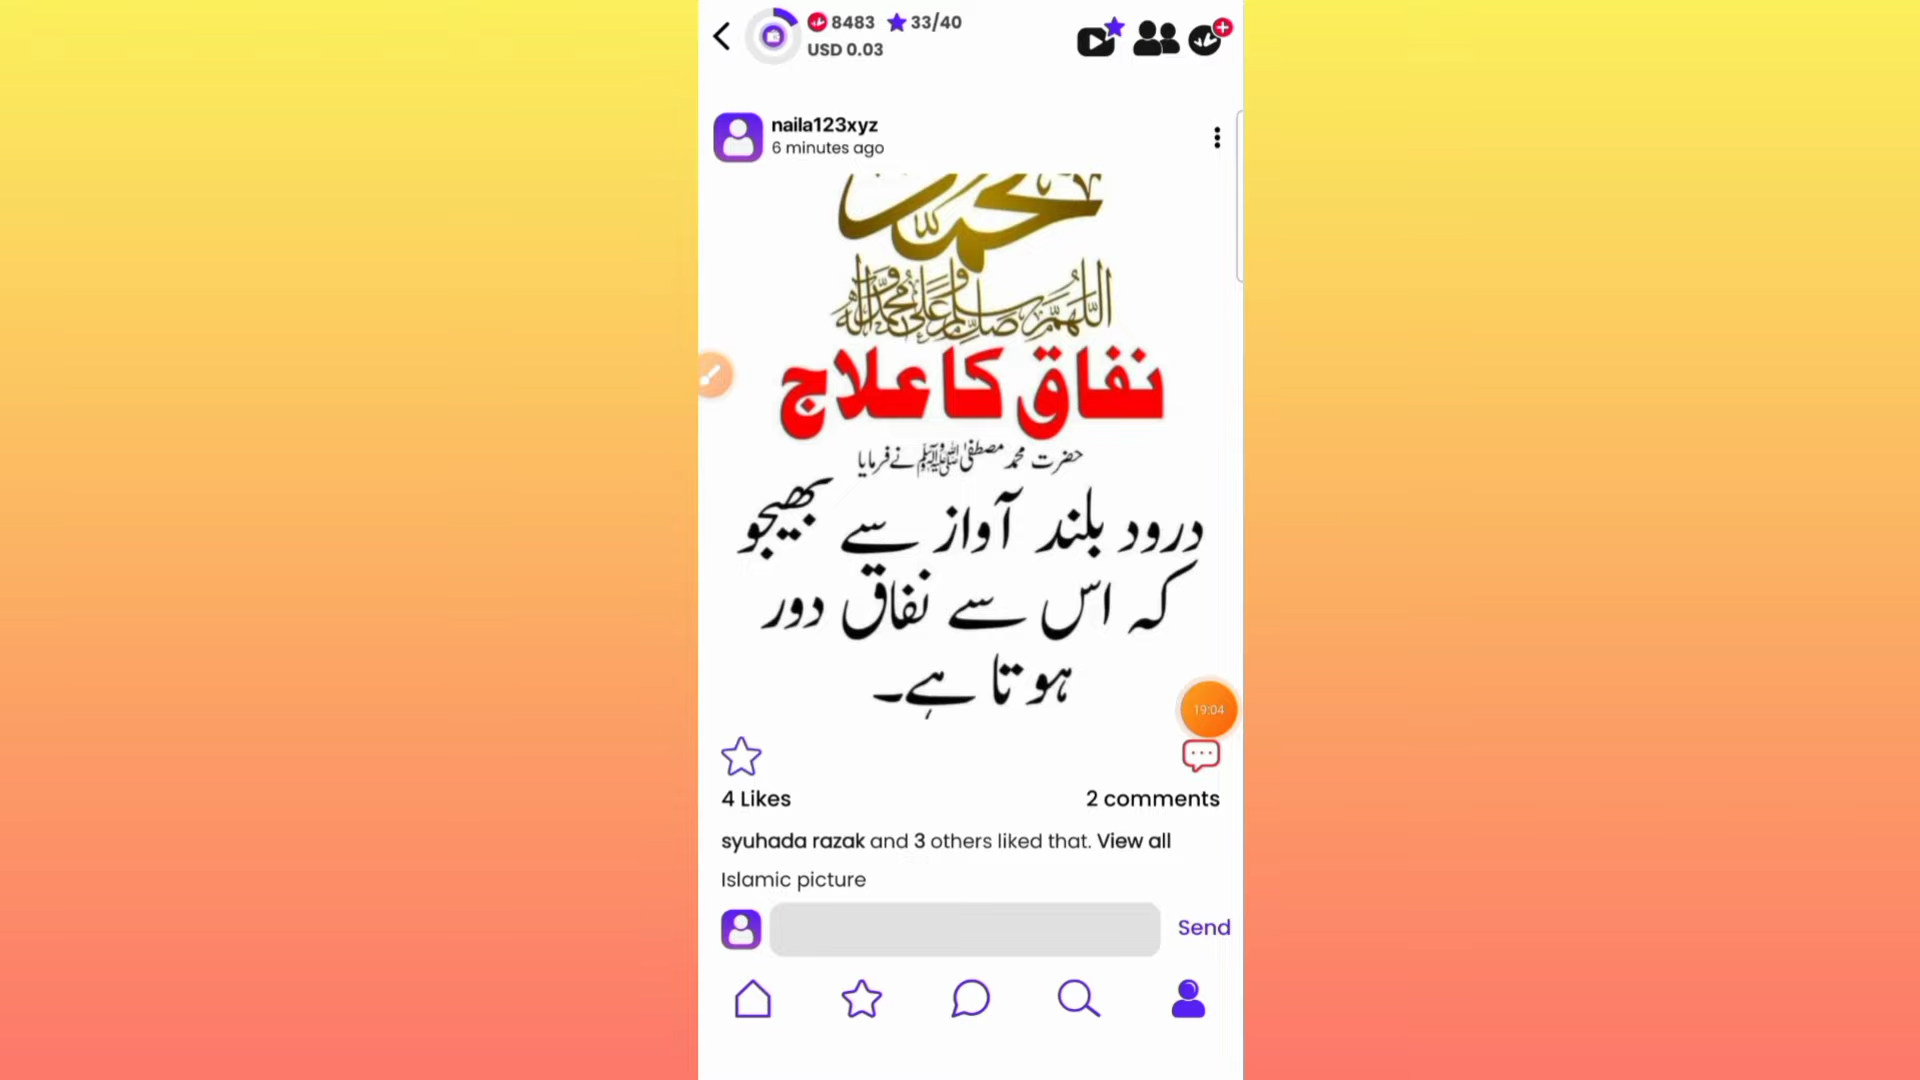 8483 33/40
USD 0.03
naila123xyz
6 minutes ago
محمد
اللهم صل وسلم على محمد وآله
نفاق کا علاج
حضرت محمد مصطفیٰ ﷺ نے فرمایا
درود بلند آواز سے بھیجو
کہ اس سے نفاق دور
ہوتا ہے۔
19:04
4 Likes
2 comments
syuhada razak and 3 others liked that. View all
Islamic picture
Send